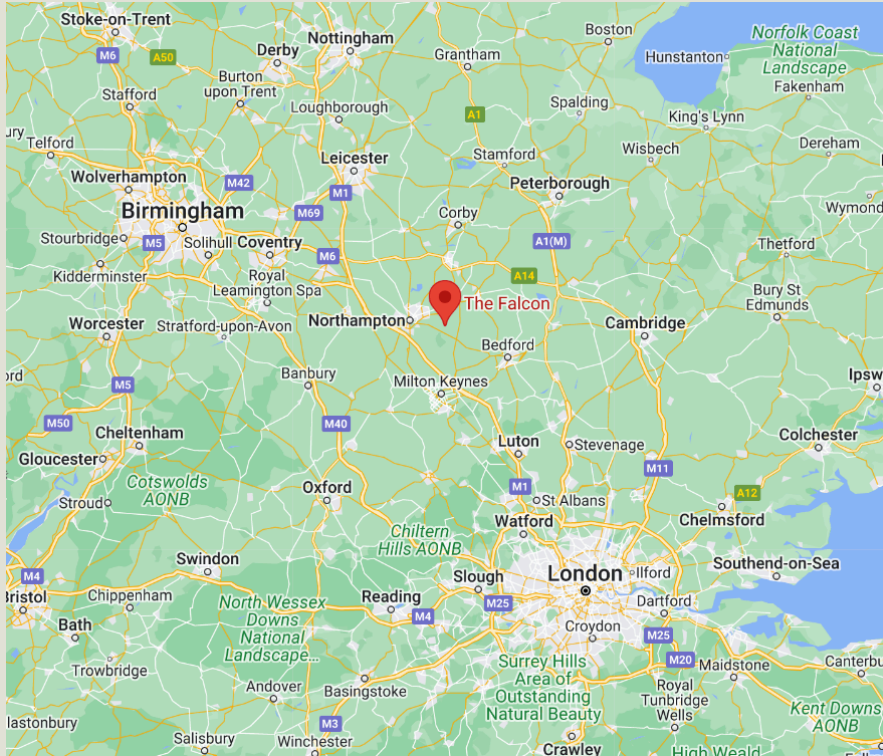 Stoke-on-Trent
Nottingham
Boston
Norfolk Coast
National
Landscape
Derby
Grantham
Hunstanton
M6
A50
Burton
upon Trent
Fakenham
Stafford
Loughborough
A1
Spalding
King's Lynn
ury
Telford
Stamford
Wisbech
Dereham
Leicester
Wolverhampton
M42
M1
Peterborough
Birmingham
M69
Corby
Wymond
Stourbridge
M5
Solihull
Coventry
M6
A1(M)
Thetford
Kidderminster
Royal
Leamington Spa
A14
Bury St
Edmunds
The Falcon
Worcester
Stratford-upon-Avon
Northampton
Cambridge
Bedford
ord
M5
Banbury
Milton Keynes
Ipsw
M50
Cheltenham
M40
Luton
Stevenage
Colchester
Gloucester
M11
Cotswolds
AONB
Oxford
M1
St Albans
A12
Stroud
Chiltern
Hills AONB
Watford
Chelmsford
Swindon
Slough
London
Ilford
Southend-on-Sea
M4
Bristol
Chippenham
North Wessex
Downs
National
Landscape...
Reading
M4
M25
Dartford
Bath
Croydon
M25
Trowbridge
Surrey Hills
Area of
Outstanding
Natural Beauty
M20
Maidstone
Canterbu
Andover
Basingstoke
Royal
Tunbridge
Wells
Kent Downs
AONB
lastonbury
M3
Salisbury
Winchester
Crawley
High Weald